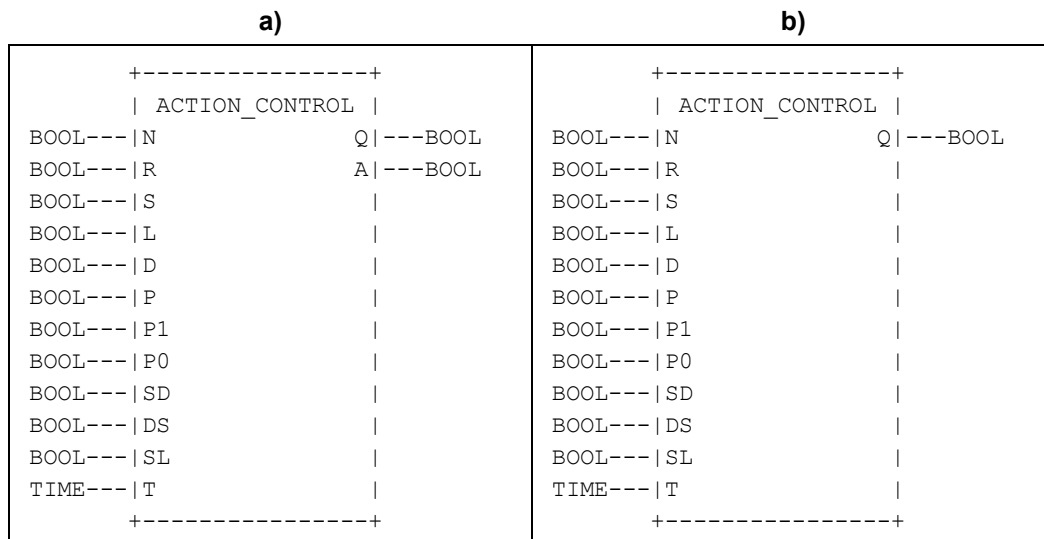 a) b)
+----------------+ +----------------+
| ACTION_CONTROL | | ACTION_CONTROL |
BOOL---|N Q|---BOOL BOOL---|N Q|---BOOL
BOOL---|R A|---BOOL BOOL---|R |
BOOL---|S | BOOL---|S |
BOOL---|L | BOOL---|L |
BOOL---|D | BOOL---|D |
BOOL---|P | BOOL---|P |
BOOL---|P1 | BOOL---|P1 |
BOOL---|P0 | BOOL---|P0 |
BOOL---|SD | BOOL---|SD |
BOOL---|DS | BOOL---|DS |
BOOL---|SL | BOOL---|SL |
TIME---|T | TIME---|T |
+----------------+ +----------------+